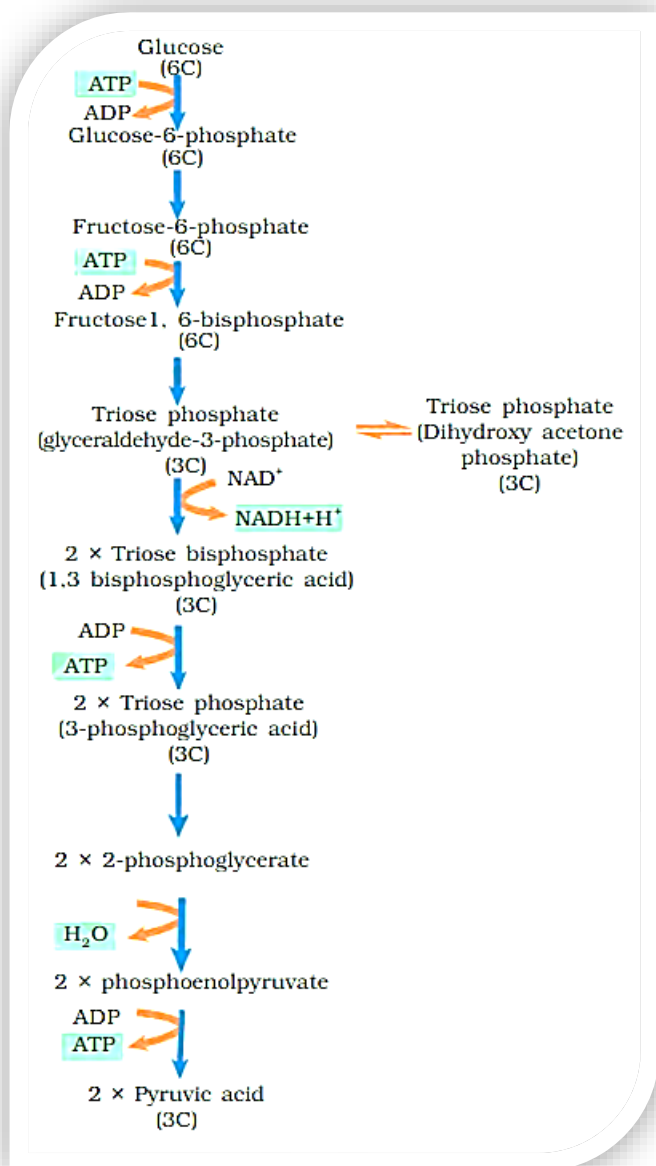 Glucose
(6C)
ATP
ADP
Glucose-6-phosphate
(6C)
Fructose-6-phosphate
(6C)
ATP
ADP
Fructose1, 6-bisphosphate
(6C)
Triose phosphate
(glyceraldehyde-3-phosphate)
(3C)
Triose phosphate
(Dihydroxy acetone
phosphate)
(3C)
NAD⁺
NADH+H⁺
2 × Triose bisphosphate
(1,3 bisphosphoglyceric acid)
(3C)
ADP
ATP
2 × Triose phosphate
(3-phosphoglyceric acid)
(3C)
2 × 2-phosphoglycerate
H₂O
2 × phosphoenolpyruvate
ADP
ATP
2 × Pyruvic acid
(3C)